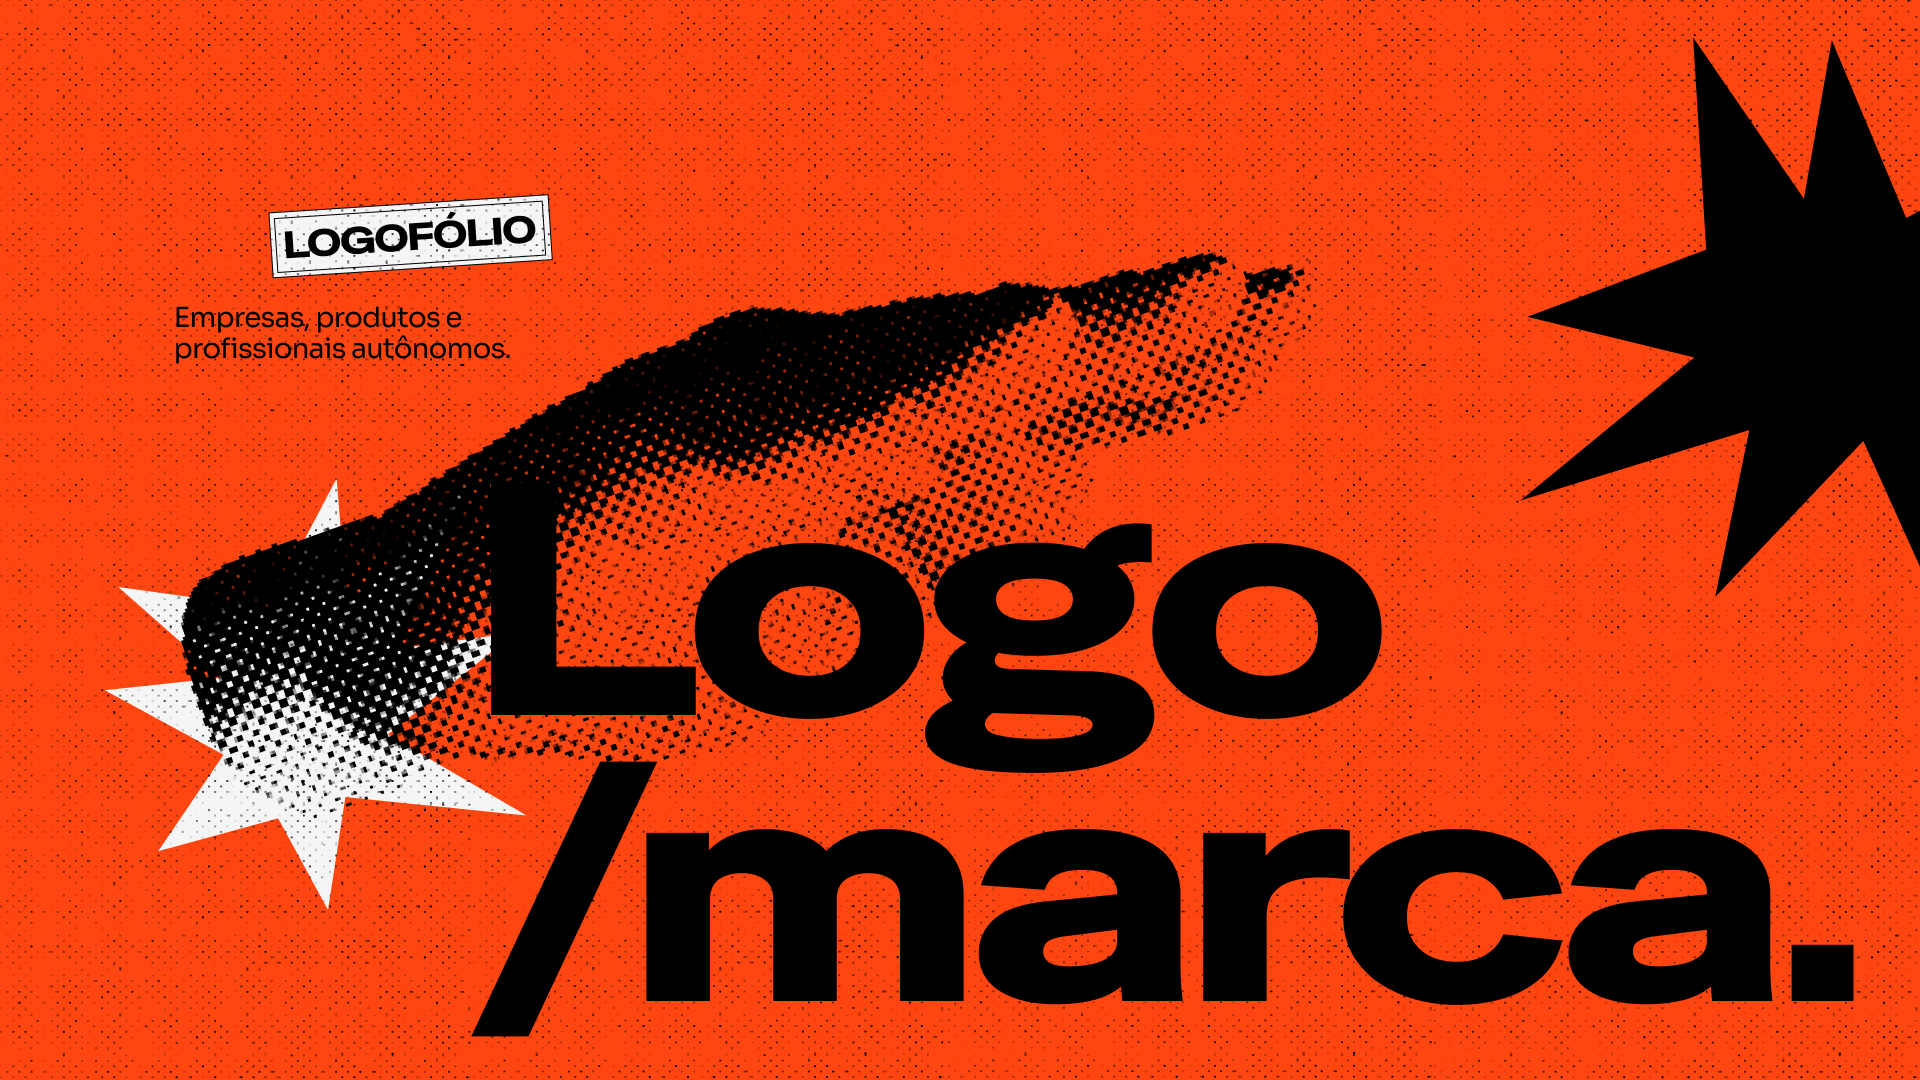 LOGOFÓLIO
Empresas, produtos e
profissionais autônomos.
Logo
/marca.